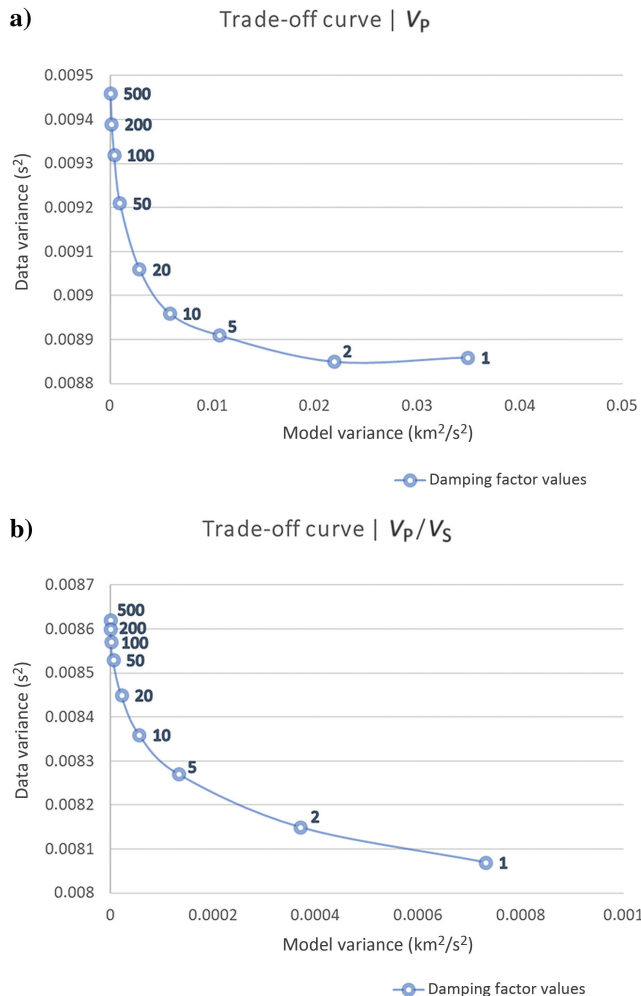 a)
Trade-off curve | VP
0.0095
0.0094
0.0093
0.0092
0.0091
0.009
0.0089
0.0088
Data variance (s²)
500
200
100
50
20
10
5
2
1
0 0.01 0.02 0.03 0.04 0.05
Model variance (km²/s²)
Damping factor values
b)
Trade-off curve | VP/VS
0.0087
0.0086
0.0085
0.0084
0.0083
0.0082
0.0081
0.008
Data variance (s²)
500
200
100
50
20
10
5
2
1
0 0.0002 0.0004 0.0006 0.0008 0.001
Model variance (km²/s²)
Damping factor values